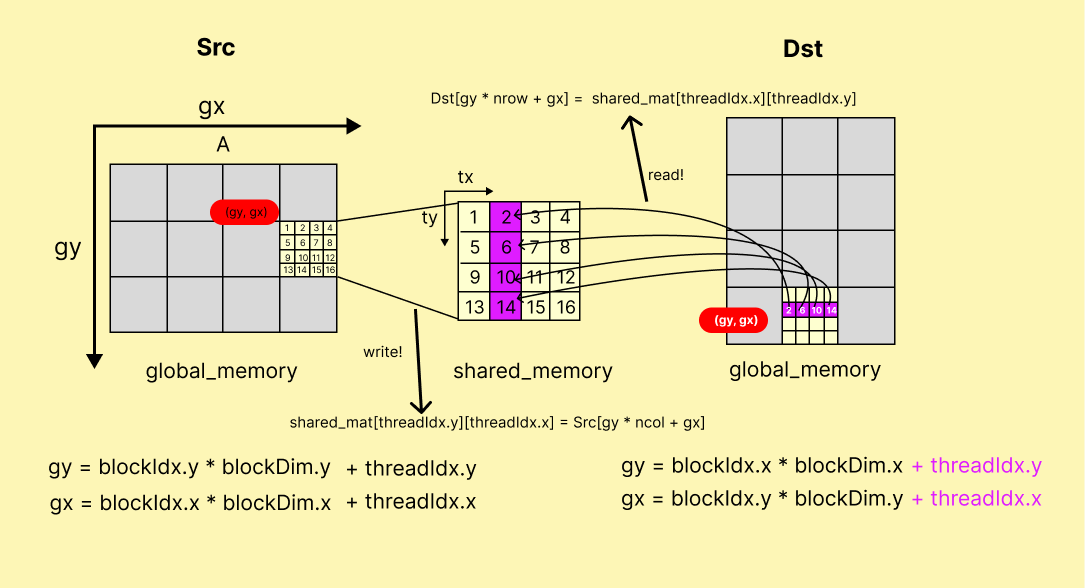 Src
Dst
Dst[gy * nrow + gx] = shared_mat[threadIdx.x][threadIdx.y]
gx
A
read!
tx
ty
(gy, gx)
gy
1 2 3 4
5 6 7 8
9 10 11 12
13 14 15 16
1 2 3 4
5 6 7 8
9 10 11 12
13 14 15 16
2 6 10 14
(gy, gx)
write!
global_memory
shared_memory
global_memory
shared_mat[threadIdx.y][threadIdx.x] = Src[gy * ncol + gx]
gy = blockIdx.y * blockDim.y + threadIdx.y
gx = blockIdx.x * blockDim.x + threadIdx.x
gy = blockIdx.x * blockDim.x + threadIdx.y
gx = blockIdx.y * blockDim.y + threadIdx.x